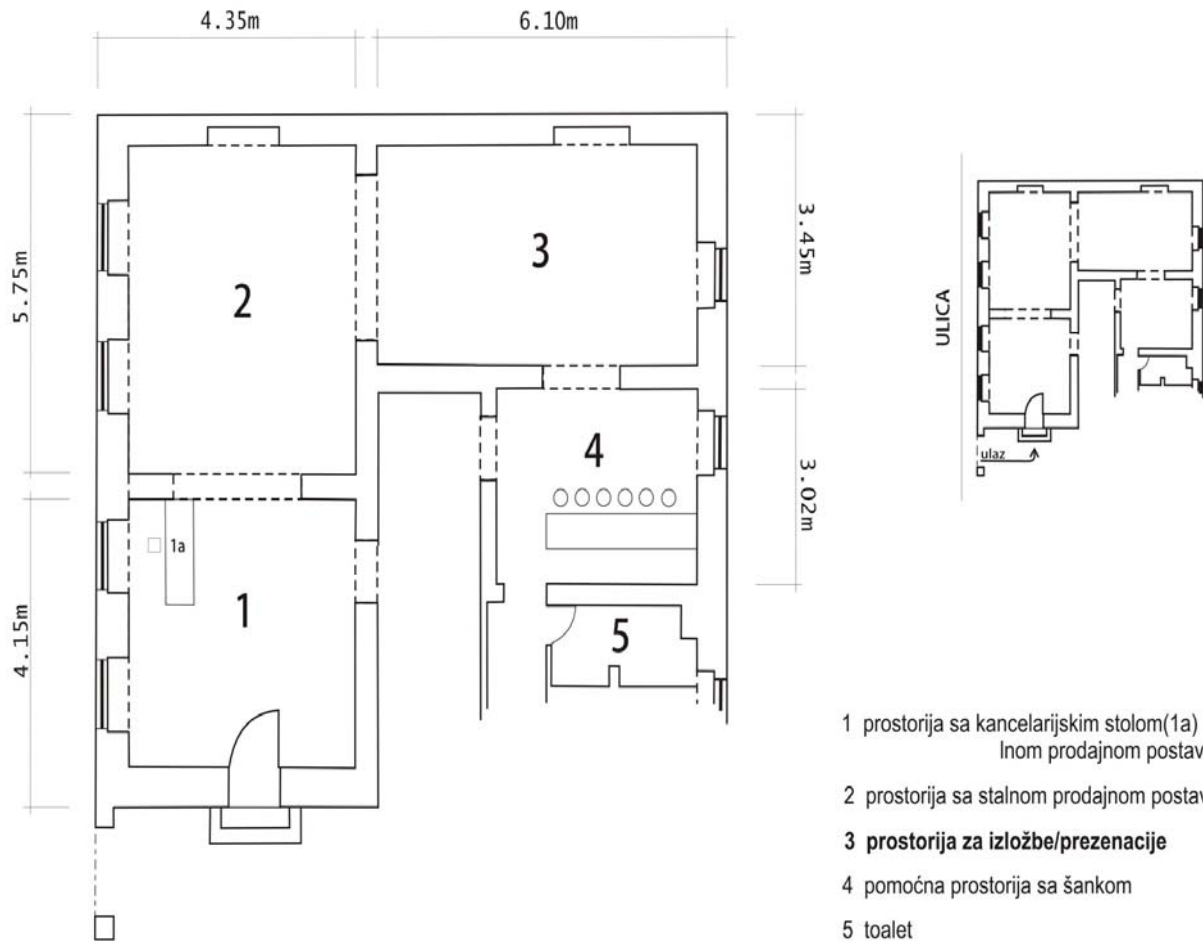 4.35m
6.10m
5.75m
3.45m
3
2
ULICA
4
3.02m
1a
ulaz
1
5
4.15m
1 prostorija sa kancelarijskim stolom(1a)
lnom prodajnom postav
2 prostorija sa stalnom prodajnom postav
3 prostorija za izložbe/prezenacije
4 pomoćna prostorija sa šankom
5 toalet